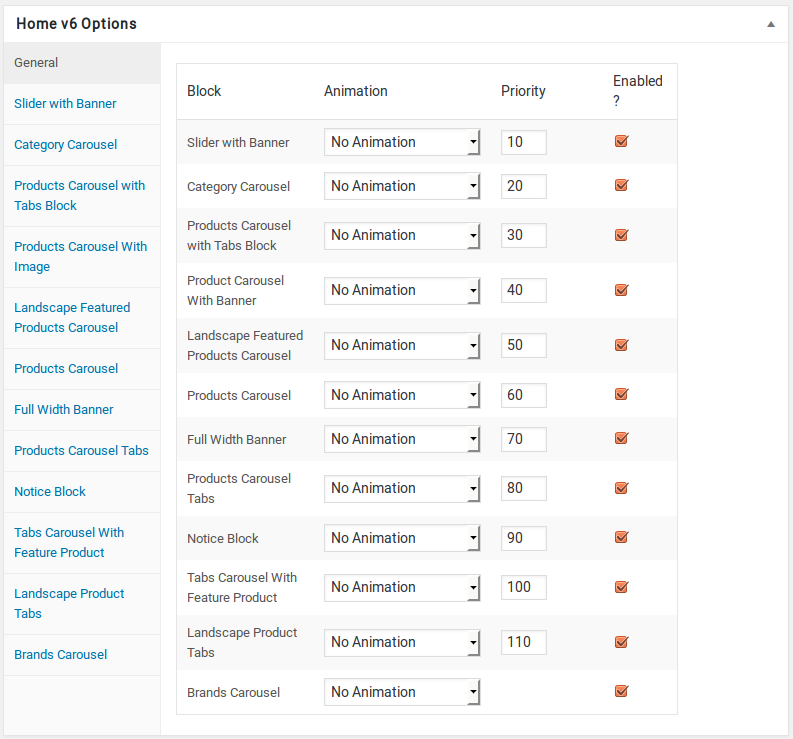 Home v6 Options
General
Slider with Banner
Category Carousel
Products Carousel with
Tabs Block
Products Carousel With
Image
Landscape Featured
Products Carousel
Products Carousel
Full Width Banner
Products Carousel Tabs
Notice Block
Tabs Carousel With
Feature Product
Landscape Product
Tabs
Brands Carousel
Block Animation Priority Enabled
?
Slider with Banner No Animation 10
Category Carousel No Animation 20
Products Carousel
with Tabs Block No Animation 30
Product Carousel
With Banner No Animation 40
Landscape Featured
Products Carousel No Animation 50
Products Carousel No Animation 60
Full Width Banner No Animation 70
Products Carousel
Tabs No Animation 80
Notice Block No Animation 90
Tabs Carousel With
Feature Product No Animation 100
Landscape Product
Tabs No Animation 110
Brands Carousel No Animation